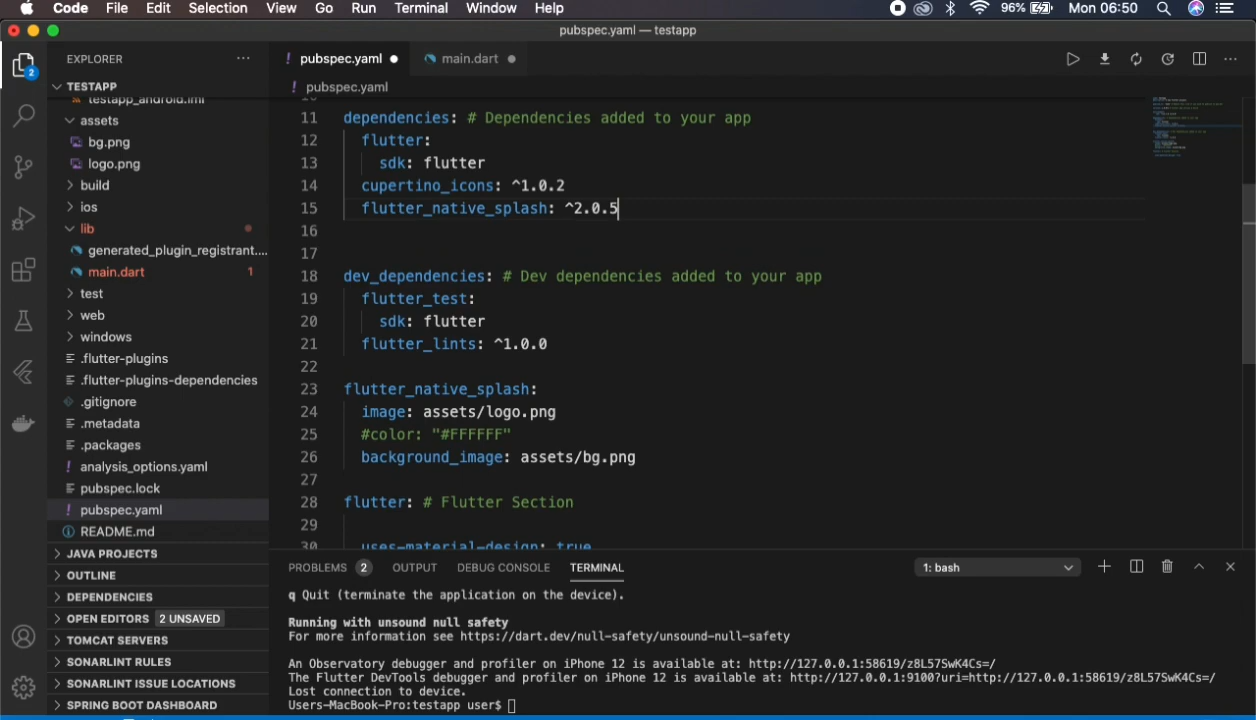 Code File Edit Selection View Go Run Terminal Window Help 96% Mon 06:50
pubspec.yaml — testapp
EXPLORER
TESTAPP
testapp_android.iml
assets
bg.png
logo.png
build
ios
lib
generated_plugin_registrant....
main.dart 1
test
web
windows
.flutter-plugins
.flutter-plugins-dependencies
.gitignore
.metadata
.packages
analysis_options.yaml
pubspec.lock
pubspec.yaml
README.md
JAVA PROJECTS
OUTLINE
DEPENDENCIES
OPEN EDITORS 2 UNSAVED
TOMCAT SERVERS
SONARLINT RULES
SONARLINT ISSUE LOCATIONS
SPRING BOOT DASHBOARD
2
! pubspec.yaml main.dart
! pubspec.yaml
10
11 dependencies: # Dependencies added to your app
12 flutter:
13 sdk: flutter
14 cupertino_icons: ^1.0.2
15 flutter_native_splash: ^2.0.5
16
17
18 dev_dependencies: # Dev dependencies added to your app
19 flutter_test:
20 sdk: flutter
21 flutter_lints: ^1.0.0
22
23 flutter_native_splash:
24 image: assets/logo.png
25 #color: "#FFFFFF"
26 background_image: assets/bg.png
27
28 flutter: # Flutter Section
29
30 uses-material-design: true
PROBLEMS 2 OUTPUT DEBUG CONSOLE TERMINAL 1: bash
q Quit (terminate the application on the device).
Running with unsound null safety
For more information see https://dart.dev/null-safety/unsound-null-safety
An Observatory debugger and profiler on iPhone 12 is available at: http://127.0.0.1:58619/z8L57SwK4Cs=/
The Flutter DevTools debugger and profiler on iPhone 12 is available at: http://127.0.0.1:9100?uri=http://127.0.0.1:58619/z8L57SwK4Cs=/
Lost connection to device.
Users-MacBook-Pro:testapp user$